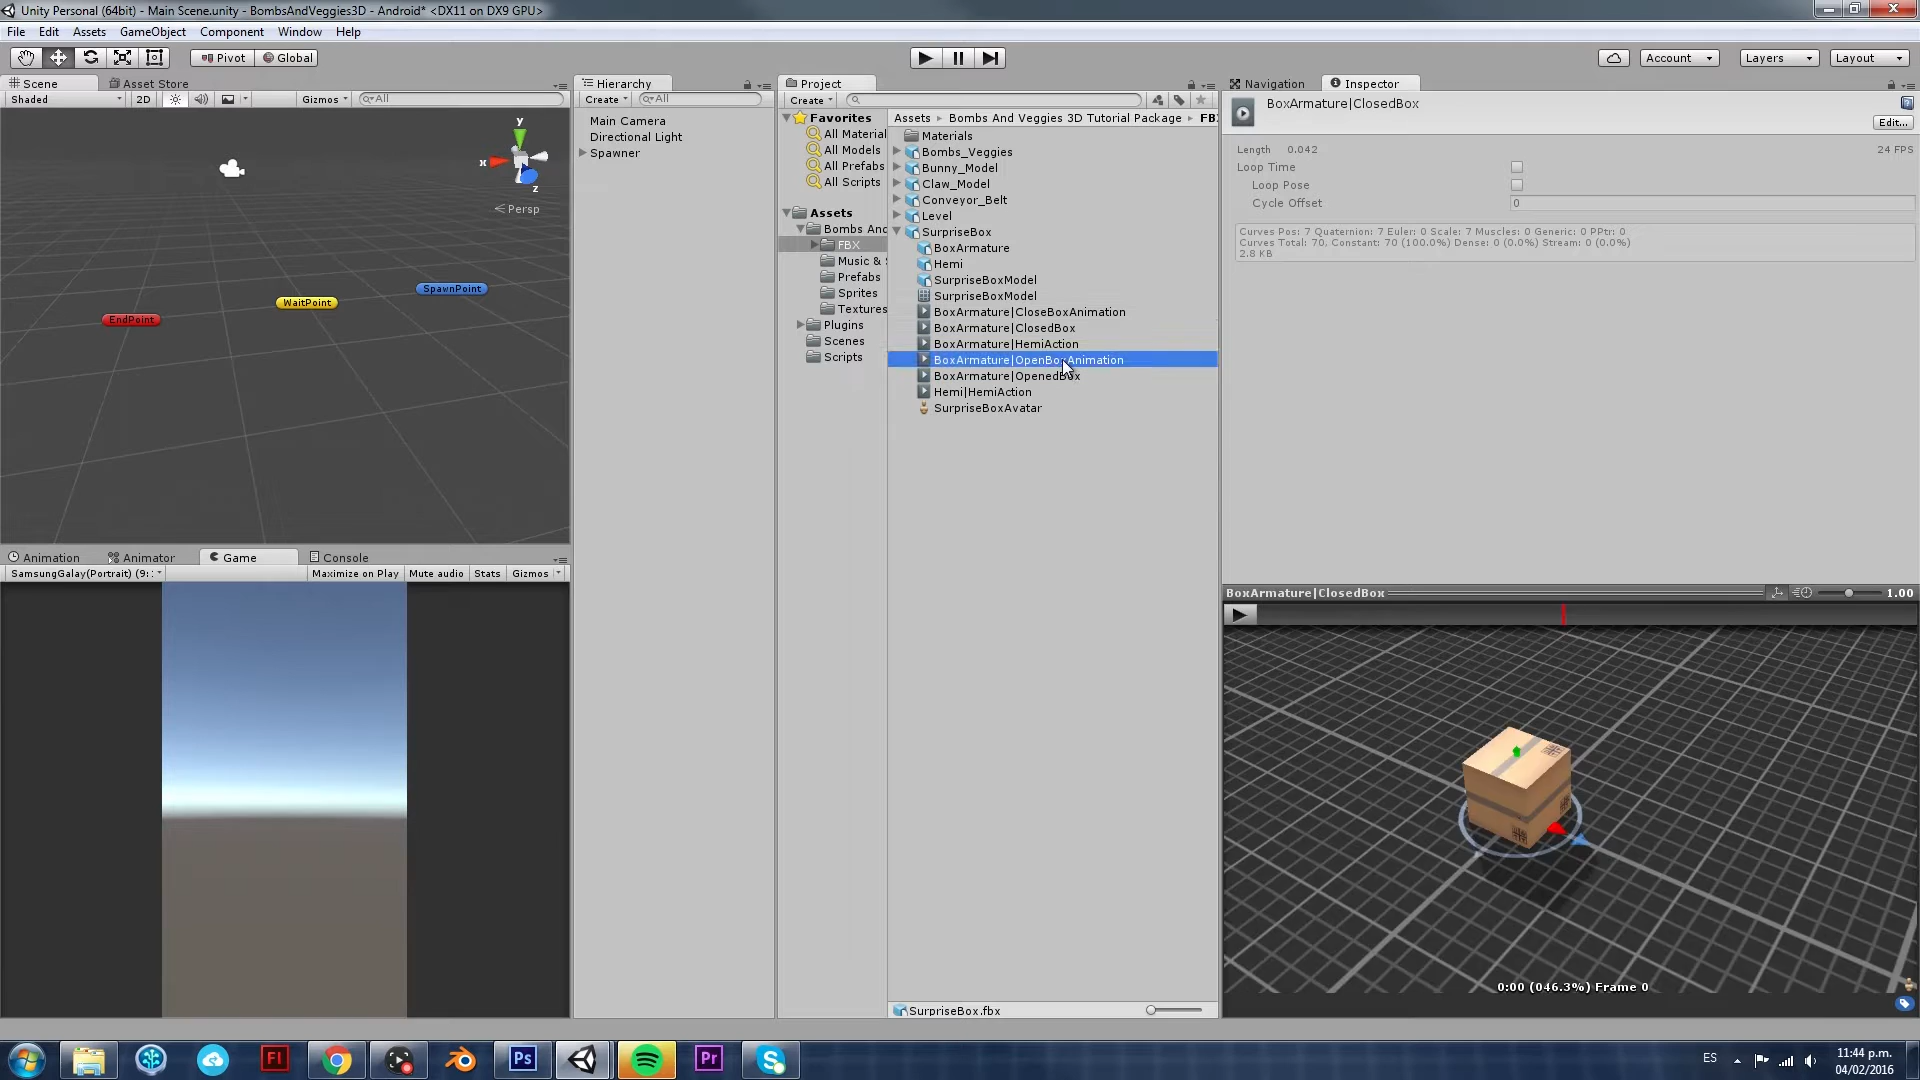 Unity Personal (64bit) - Main Scene.unity - BombsAndVeggies3D - Android* <DX11 on DX9 GPU>
File Edit Assets GameObject Component Window Help
Pivot Global Account Layers Layout
Scene Asset Store
Shaded 2D Gizmos All
y
x
z
Persp
SpawnPoint
WaitPoint
EndPoint
Animation Animator Game Console
SamsungGalay(Portrait) (9: Maximize on Play Mute audio Stats Gizmos
Hierarchy
Create All
Main Camera
Directional Light
Spawner
Project
Create
Favorites
All Material
All Models
All Prefabs
All Scripts
Assets
Bombs And
FBX
Music &
Prefabs
Sprites
Textures
Plugins
Scenes
Scripts
Assets Bombs And Veggies 3D Tutorial Package FB
Materials
Bombs_Veggies
Bunny_Model
Claw_Model
Conveyor_Belt
Level
SurpriseBox
BoxArmature
Hemi
SurpriseBoxModel
SurpriseBoxModel
BoxArmature|CloseBoxAnimation
BoxArmature|ClosedBox
BoxArmature|HemiAction
BoxArmature|OpenBoxAnimation
BoxArmature|OpenedBox
Hemi|HemiAction
SurpriseBoxAvatar
SurpriseBox.fbx
Navigation Inspector
BoxArmature|ClosedBox
Edit...
Length 0.042 24 FPS
Loop Time
Loop Pose
Cycle Offset 0
Curves Pos: 7 Quaternion: 7 Euler: 0 Scale: 7 Muscles: 0 Generic: 0 PPtr: 0
Curves Total: 70, Constant: 70 (100.0%) Dense: 0 (0.0%) Stream: 0 (0.0%)
2.8 KB
BoxArmature|ClosedBox 1.00
0:00 (046.3%) Frame 0
Fl Ps Pr
ES
11:44 p.m.
04/02/2016